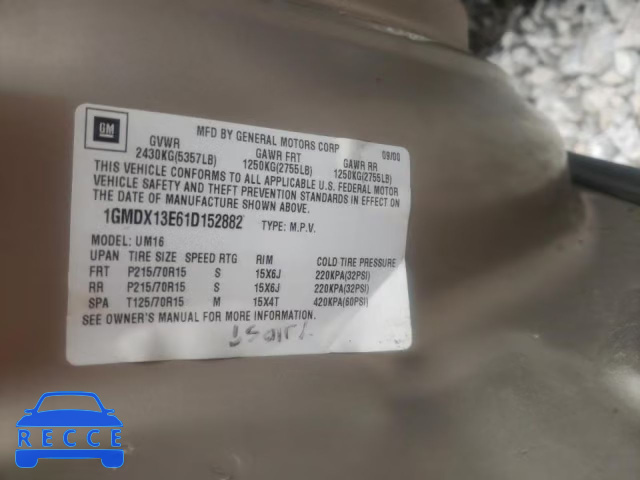 GM
MFD BY GENERAL MOTORS CORP 09/00
GVWR GAWR FRT GAWR RR
2430KG(5357LB) 1250KG(2755LB) 1250KG(2755LB)
THIS VEHICLE CONFORMS TO ALL APPLICABLE U.S. FEDERAL MOTOR
VEHICLE SAFETY AND THEFT PREVENTION STANDARDS IN EFFECT ON
THE DATE OF MANUFACTURE SHOWN ABOVE.
1GMDX13E61D152882 TYPE: M.P.V.
MODEL: UM16
UPAN TIRE SIZE SPEED RTG RIM COLD TIRE PRESSURE
FRT P215/70R15 S 15X6J 220KPA(32PSI)
RR P215/70R15 S 15X6J 220KPA(32PSI)
SPA T125/70R15 M 15X4T 420KPA(60PSI)
SEE OWNER'S MANUAL FOR MORE INFORMATION.
RECCE